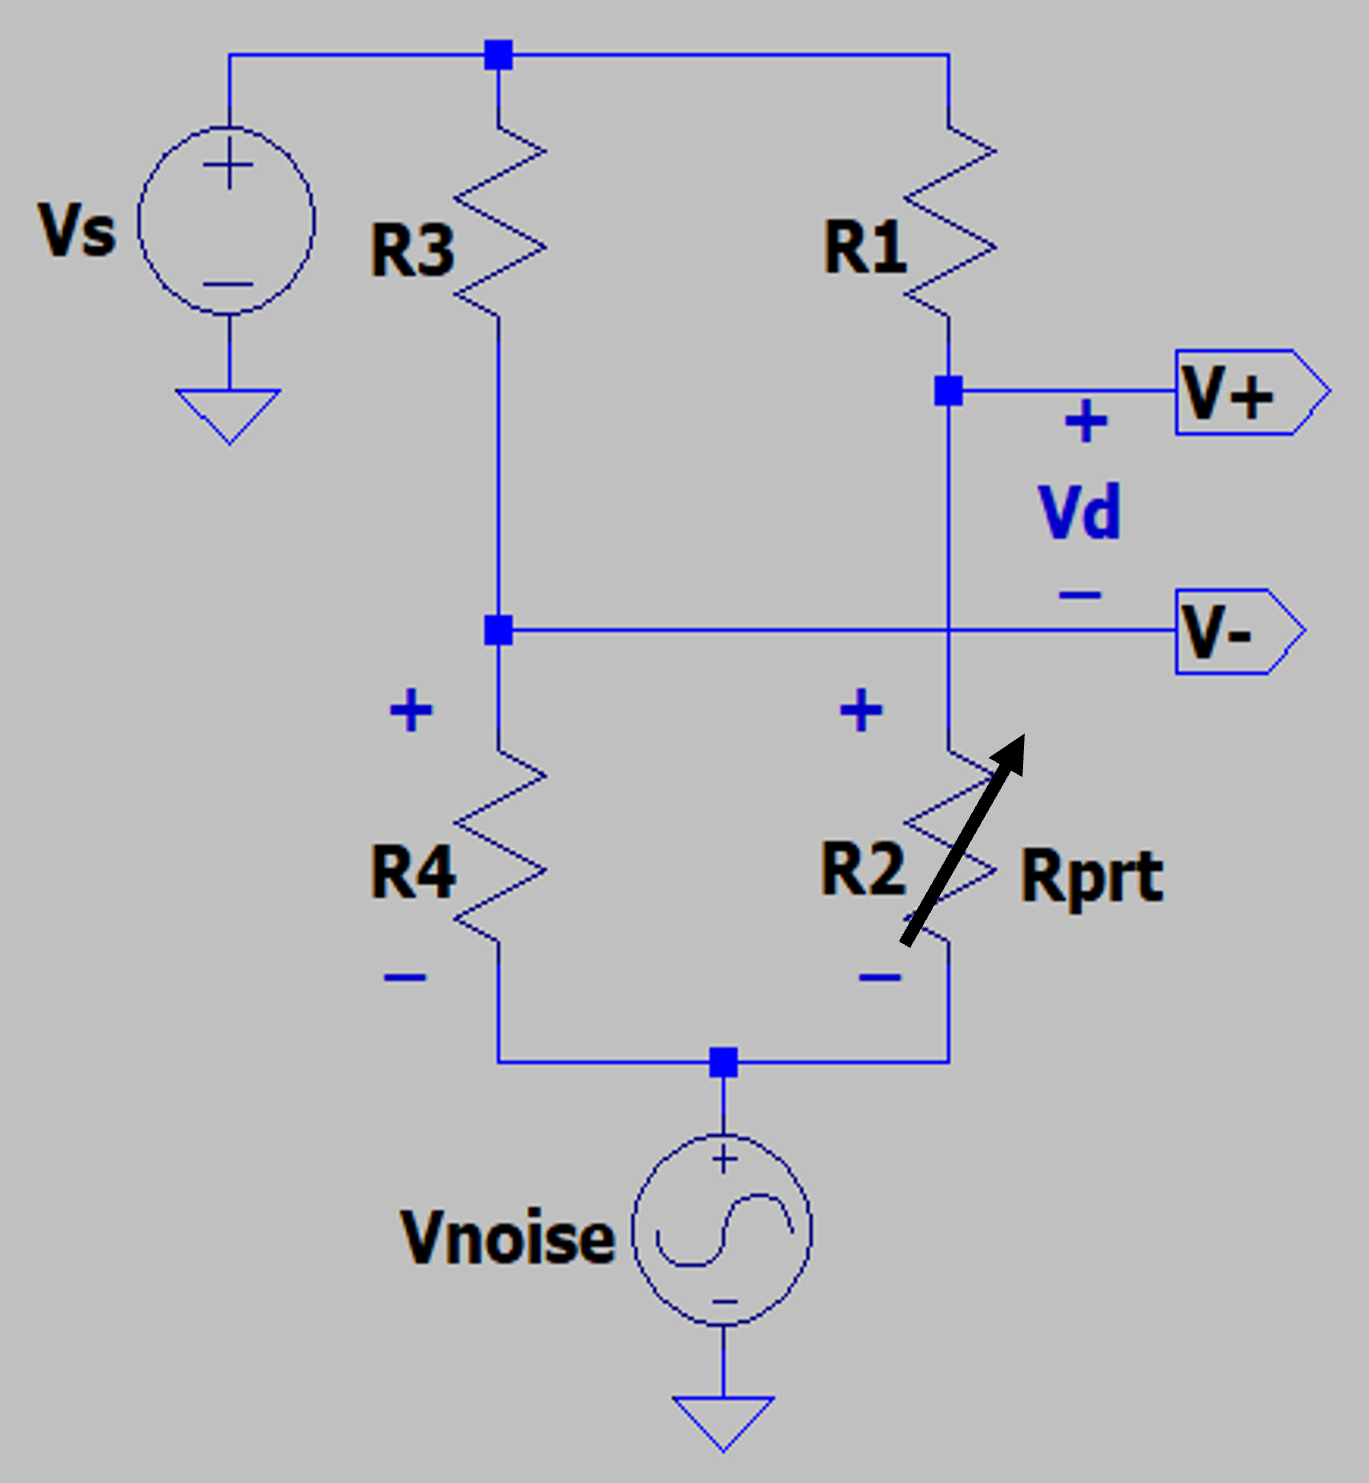 Vs
R3
R1
V+
+
Vd
−
V-
+
+
R4
R2
Rprt
−
−
Vnoise